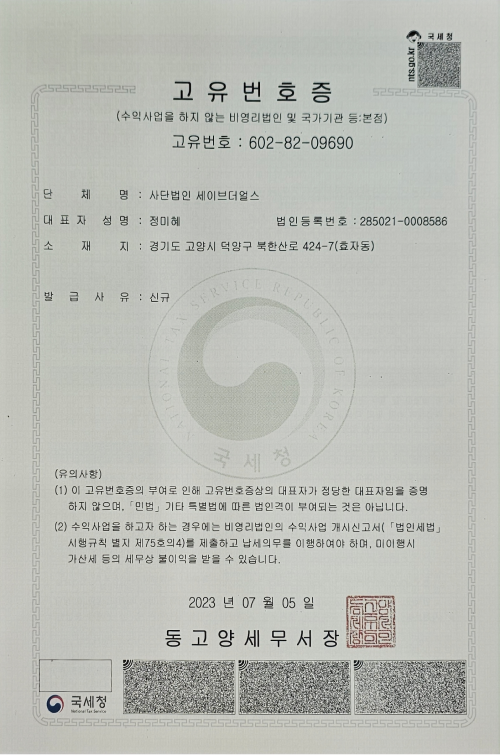 국세청
nts.go.kr
고유번호증
(수익사업을 하지 않는 비영리법인 및 국가기관 등:본점)
고유번호 : 602-82-09690
단체명 : 사단법인 세이브더얼스
대표자 성명 : 정미혜 법인등록번호 : 285021-0008586
소재지 : 경기도 고양시 덕양구 북한산로 424-7(효자동)
발급사유 : 신규
NATIONAL TAX SERVICE REPUBLIC OF KOREA
국세청
(유의사항)
(1) 이 고유번호증의 부여로 인해 고유번호증상의 대표자가 정당한 대표자임을 증명
하지 않으며, 「민법」 기타 특별법에 따른 법인격이 부여되는 것은 아닙니다.
(2) 수익사업을 하고자 하는 경우에는 비영리법인의 수익사업 개시신고서(「법인세법」
시행규칙 별지 제75호의4)를 제출하고 납세의무를 이행하여야 하며, 미이행시
가산세 등의 세무상 불이익을 받을 수 있습니다.
2023 년 07 월 05 일
동고양세무서장
국세청
National Tax Service